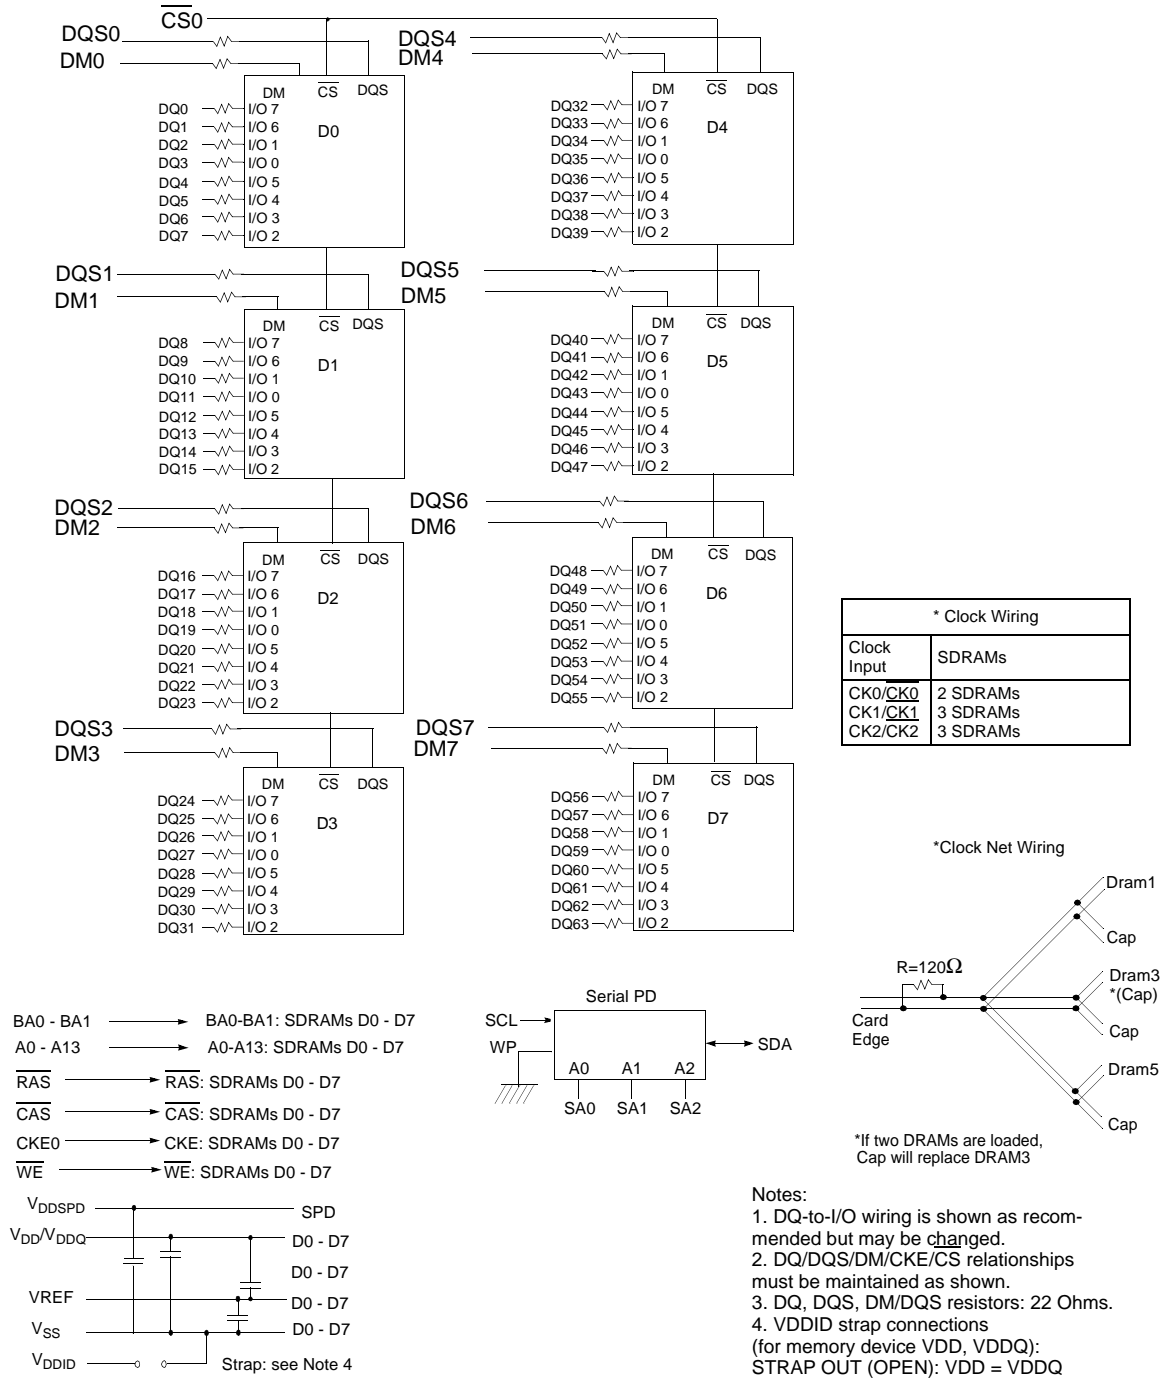 CS0
DQS0
DM0
DM CS DQS
D0
DQ0 I/O 7
DQ1 I/O 6
DQ2 I/O 1
DQ3 I/O 0
DQ4 I/O 5
DQ5 I/O 4
DQ6 I/O 3
DQ7 I/O 2
DQS4
DM4
DM CS DQS
D4
DQ32 I/O 7
DQ33 I/O 6
DQ34 I/O 1
DQ35 I/O 0
DQ36 I/O 5
DQ37 I/O 4
DQ38 I/O 3
DQ39 I/O 2
DQS1
DM1
DM CS DQS
D1
DQ8 I/O 7
DQ9 I/O 6
DQ10 I/O 1
DQ11 I/O 0
DQ12 I/O 5
DQ13 I/O 4
DQ14 I/O 3
DQ15 I/O 2
DQS5
DM5
DM CS DQS
D5
DQ40 I/O 7
DQ41 I/O 6
DQ42 I/O 1
DQ43 I/O 0
DQ44 I/O 5
DQ45 I/O 4
DQ46 I/O 3
DQ47 I/O 2
DQS2
DM2
DM CS DQS
D2
DQ16 I/O 7
DQ17 I/O 6
DQ18 I/O 1
DQ19 I/O 0
DQ20 I/O 5
DQ21 I/O 4
DQ22 I/O 3
DQ23 I/O 2
DQS6
DM6
DM CS DQS
D6
DQ48 I/O 7
DQ49 I/O 6
DQ50 I/O 1
DQ51 I/O 0
DQ52 I/O 5
DQ53 I/O 4
DQ54 I/O 3
DQ55 I/O 2
DQS3
DM3
DM CS DQS
D3
DQ24 I/O 7
DQ25 I/O 6
DQ26 I/O 1
DQ27 I/O 0
DQ28 I/O 5
DQ29 I/O 4
DQ30 I/O 3
DQ31 I/O 2
DQS7
DM7
DM CS DQS
D7
DQ56 I/O 7
DQ57 I/O 6
DQ58 I/O 1
DQ59 I/O 0
DQ60 I/O 5
DQ61 I/O 4
DQ62 I/O 3
DQ63 I/O 2
* Clock Wiring
Clock Input SDRAMs
CK0/CK0 2 SDRAMs
CK1/CK1 3 SDRAMs
CK2/CK2 3 SDRAMs
*Clock Net Wiring
Dram1
Cap
R=120Ω
Dram3
*(Cap)
Card
Edge
Cap
Dram5
Cap
*If two DRAMs are loaded,
Cap will replace DRAM3
BA0 - BA1 BA0-BA1: SDRAMs D0 - D7
A0 - A13 A0-A13: SDRAMs D0 - D7
RAS RAS: SDRAMs D0 - D7
CAS CAS: SDRAMs D0 - D7
CKE0 CKE: SDRAMs D0 - D7
WE WE: SDRAMs D0 - D7
Serial PD
SCL
WP
SDA
A0 A1 A2
SA0 SA1 SA2
VDDSPD SPD
VDD/VDDQ D0 - D7
D0 - D7
VREF D0 - D7
VSS D0 - D7
VDDID Strap: see Note 4
Notes:
1. DQ-to-I/O wiring is shown as recom-
mended but may be changed.
2. DQ/DQS/DM/CKE/CS relationships
must be maintained as shown.
3. DQ, DQS, DM/DQS resistors: 22 Ohms.
4. VDDID strap connections
(for memory device VDD, VDDQ):
STRAP OUT (OPEN): VDD = VDDQ